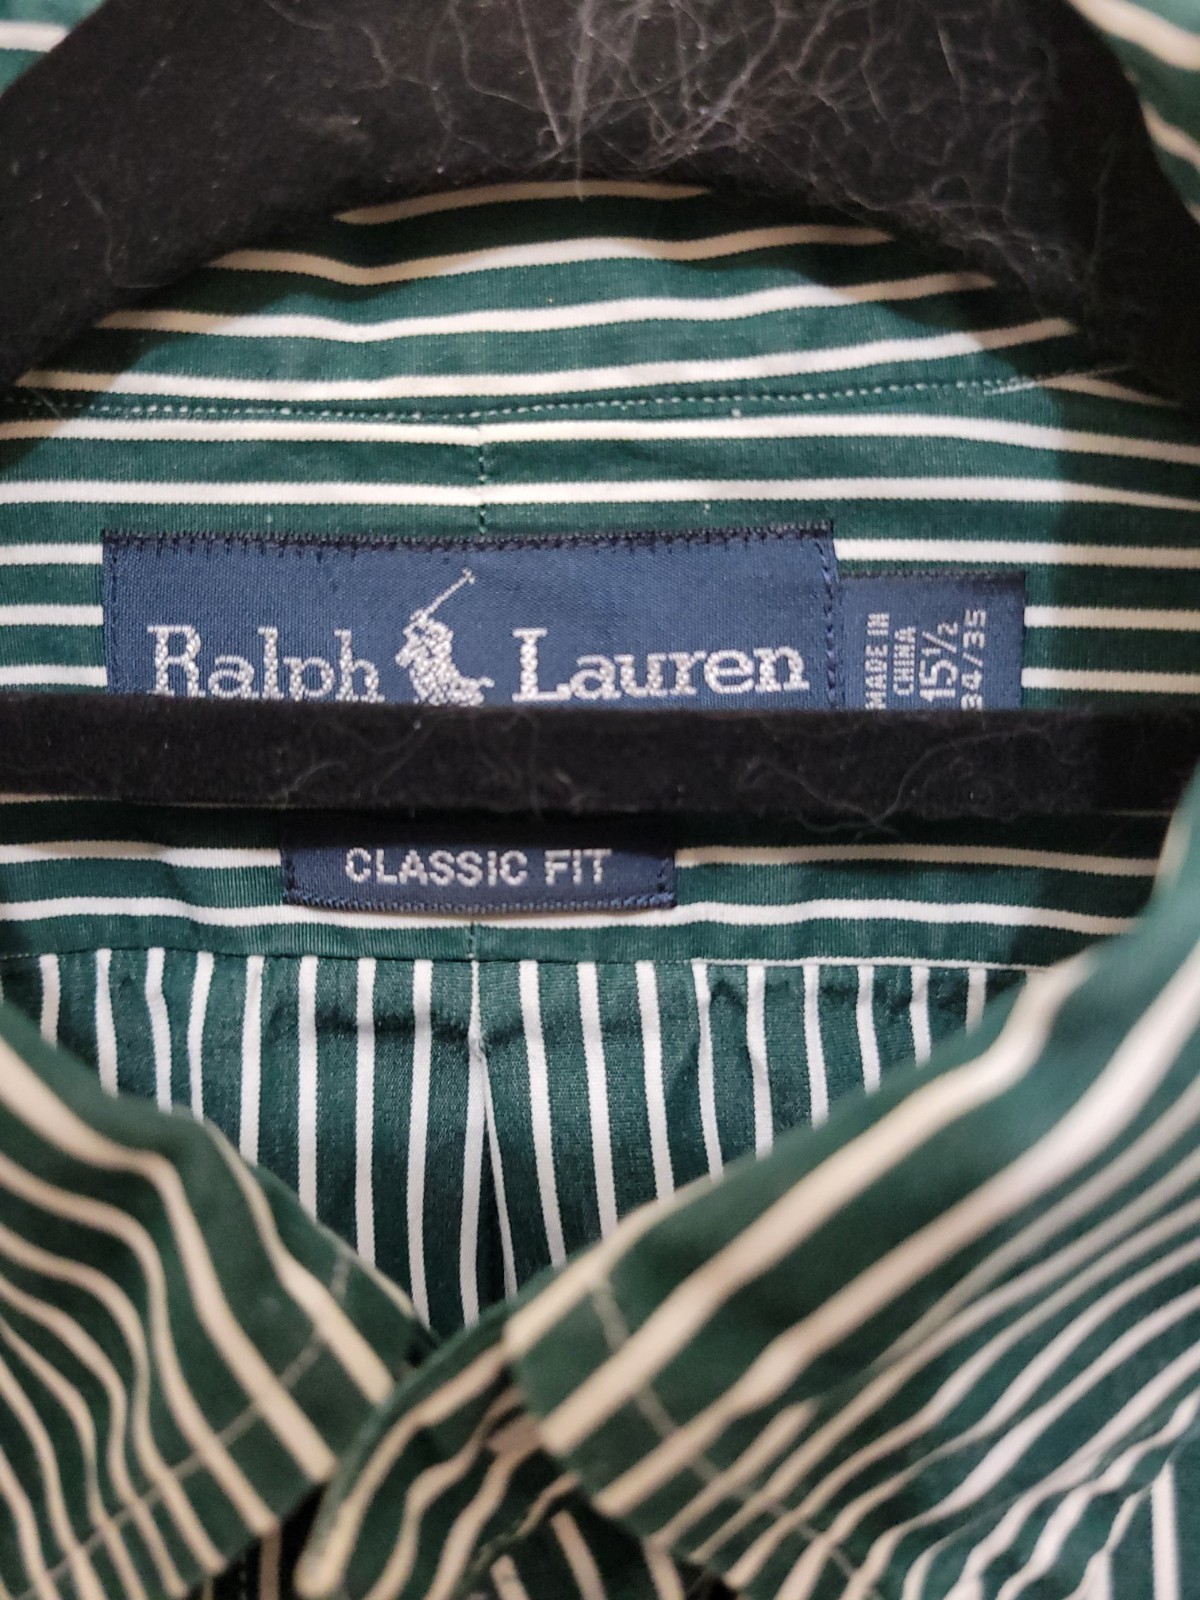 Ralph Lauren
MADE IN
CHINA
15½
34/35
CLASSIC FIT